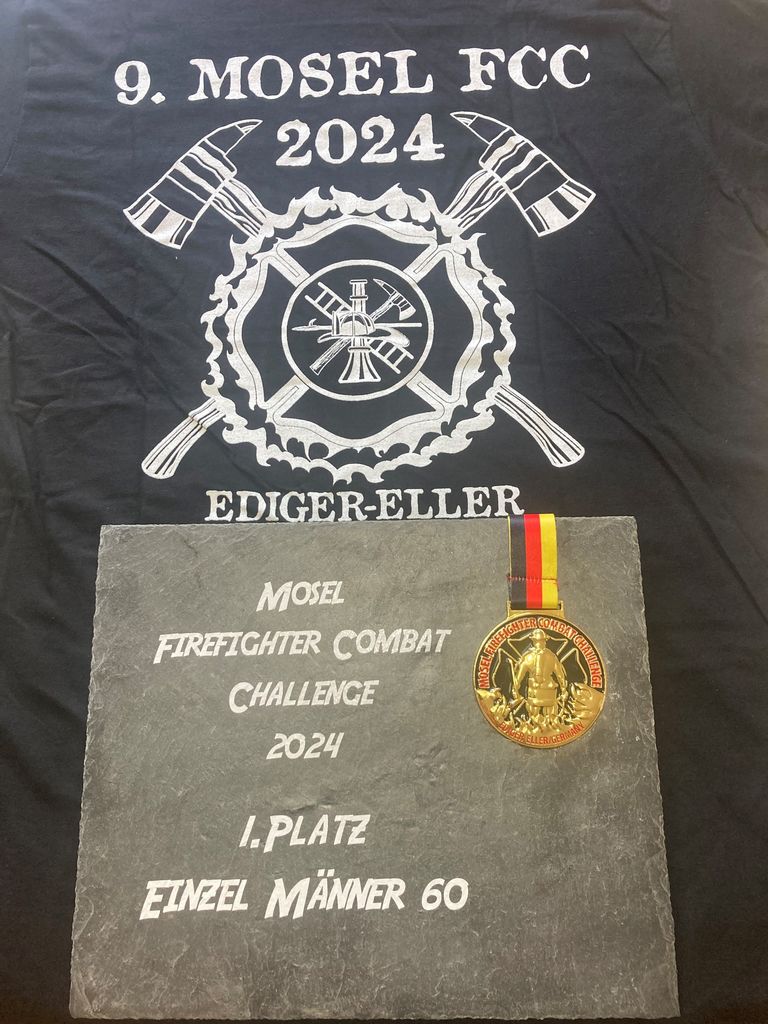 9. MOSEL FCC
2024
EDIGER-ELLER
MOSEL
FIREFIGHTER COMBAT
CHALLENGE
2024
1. PLATZ
EINZEL MÄNNER 60
MOSEL FIREFIGHTER COMBAT CHALLENGE
EDIGER-ELLER/GERMANY